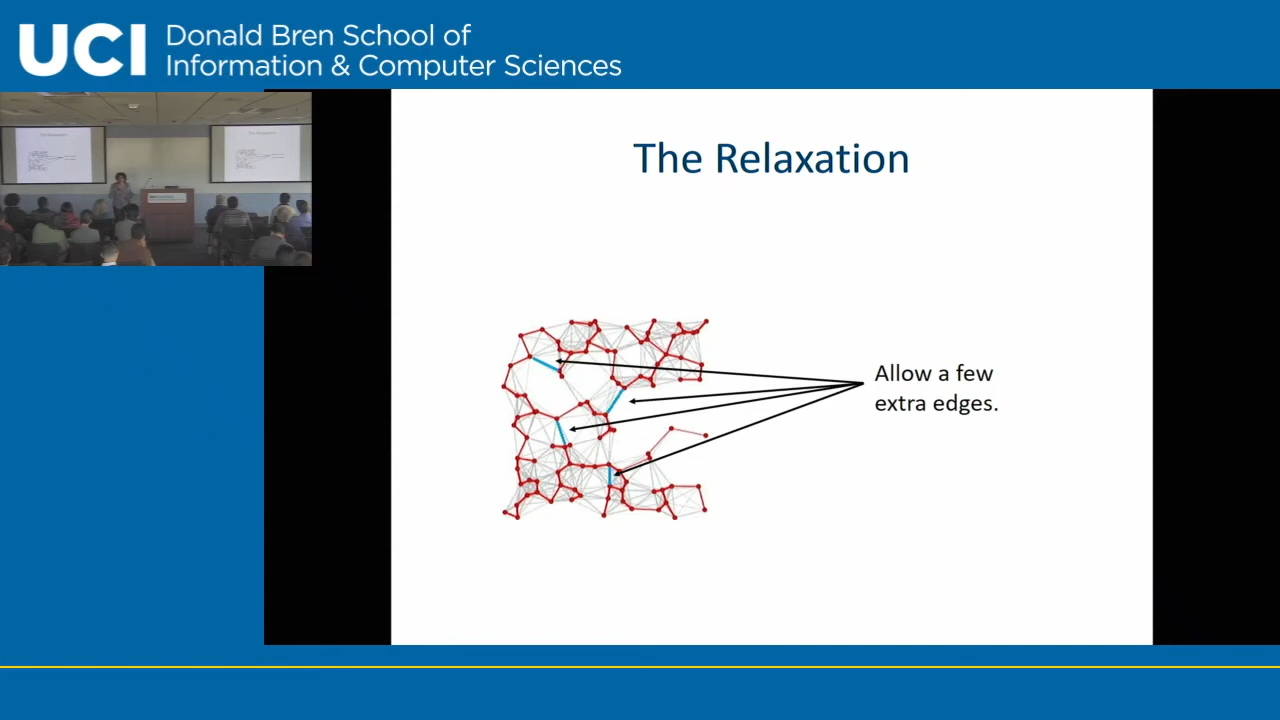 UCI
Donald Bren School of
Information & Computer Sciences
The Relaxation
Allow a few
extra edges.